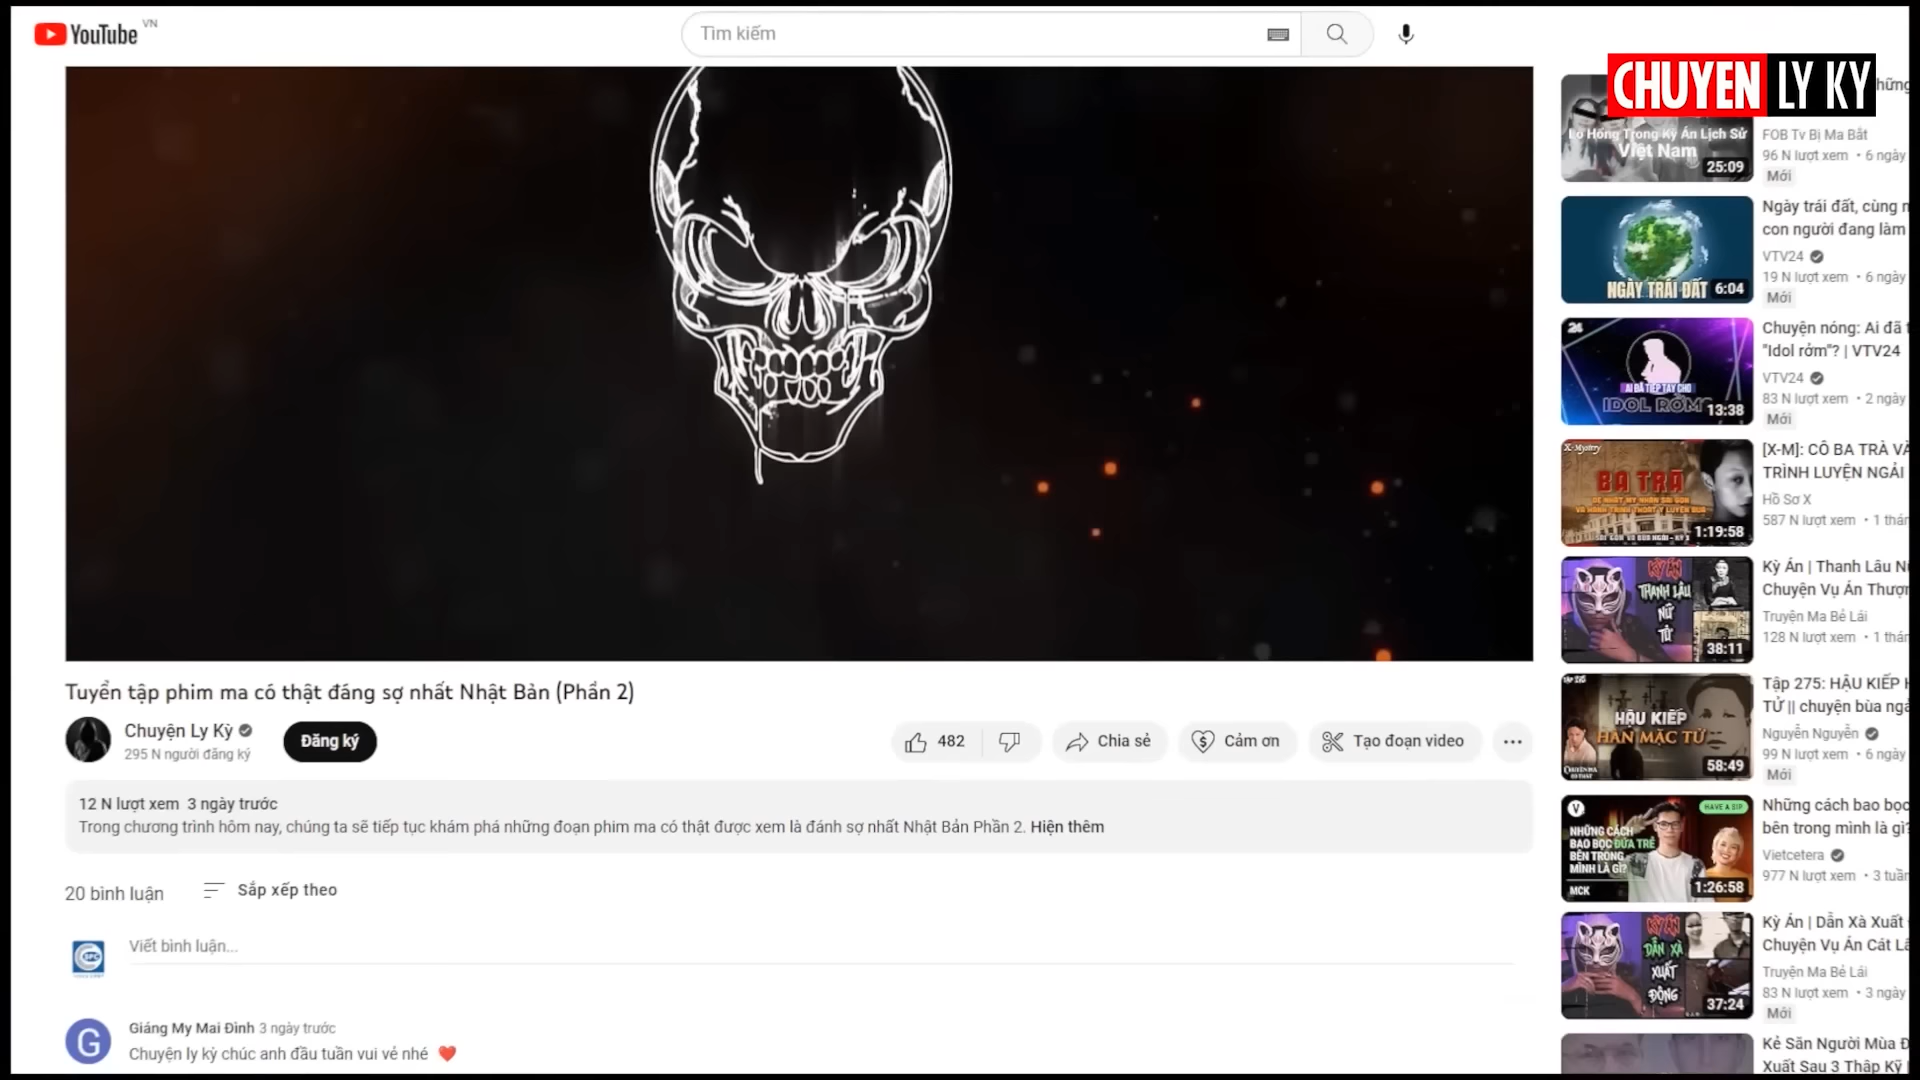 YouTube VN
Tìm kiếm
CHUYEN LY KY
Tuyển tập phim ma có thật đáng sợ nhất Nhật Bản (Phần 2)
Chuyện Ly Kỳ
295 N người đăng ký
Đăng ký
482
Chia sẻ
Cảm ơn
Tạo đoạn video
12 N lượt xem 3 ngày trước
Trong chương trình hôm nay, chúng ta sẽ tiếp tục khám phá những đoạn phim ma có thật được xem là đánh sợ nhất Nhật Bản Phần 2. Hiện thêm
20 bình luận
Sắp xếp theo
Viết bình luận...
G
Giáng My Mai Đình 3 ngày trước
Chuyện ly kỳ chúc anh đầu tuần vui vẻ nhé
Lỗ Hổng Trong Kỳ Án Lịch Sử
Việt Nam
25:09
FOB Tv Bị Ma Bắt
96 N lượt xem • 6 ngày
Mới
NGÀY TRÁI ĐẤT
6:04
Ngày trái đất, cùng
con người đang làm
VTV24
19 N lượt xem • 6 ngày
Mới
24
AI ĐÃ TIẾP TAY CHO
IDOL RỞM
13:38
Chuyện nóng: Ai đã
"Idol rởm"? | VTV24
VTV24
83 N lượt xem • 2 ngày
Mới
X-Mystery
BA TRÀ
1:19:58
[X-M]: CÔ BA TRÀ VÀ
TRÌNH LUYỆN NGẢI
Hồ Sơ X
587 N lượt xem • 1 thán
KỲ ÁN
THANH LÂU
NỮ
TÙ
38:11
Kỳ Án | Thanh Lâu
Chuyện Vụ Án
Truyện Ma Bẻ Lái
128 N lượt xem • 1 thán
HẬU KIẾP
HÀN MẶC TỬ
58:49
Tập 275: HẬU KIẾP
TỬ || chuyện bùa
Nguyễn Nguyễn
99 N lượt xem • 6 ngày
Mới
HAVE A SIP
NHỮNG CÁCH
BAO BỌC ĐỨA TRẺ
BÊN TRONG
MÌNH LÀ GÌ?
MCK
1:26:58
Những cách bao bọc
bên trong mình là gì?
Vietcetera
977 N lượt xem • 3 tuần
KỲ ÁN
DẪN XÀ
XUẤT
ĐỘNG
37:24
Kỳ Án | Dẫn Xà Xuất
Chuyện Vụ Án Cát
Truyện Ma Bẻ Lái
83 N lượt xem • 3 ngày
Mới
Kẻ Săn Người Mùa
Xuất Sau 3 Thập Kỷ